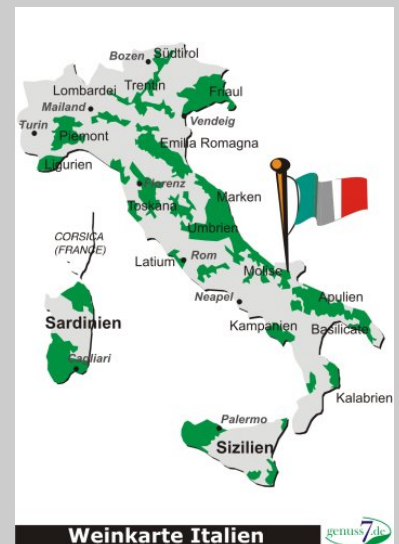 Bozen
Südtirol
Lombardei
Trentin
Friaul
Mailand
Turin
Vendeig
Piemont
Emilia Romagna
Ligurien
Florenz
Toskana
Marken
Umbrien
CORSICA
(FRANCE)
Latium
Rom
Molise
Neapel
Apulien
Sardinien
Kampanien
Basilicate
Cagliari
Kalabrien
Palermo
Sizilien
Weinkarte Italien
genuss7.de